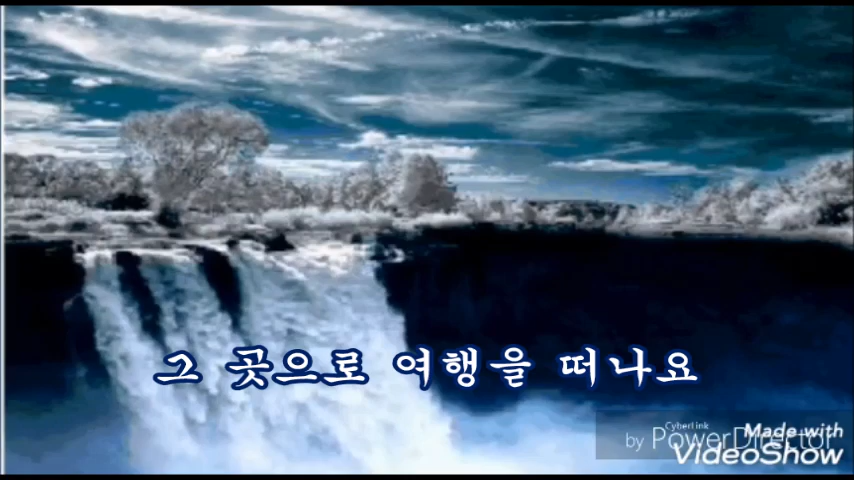 그 곳으로 여행을 떠나요
CyberLink
by PowerDirector
Made with
VideoShow